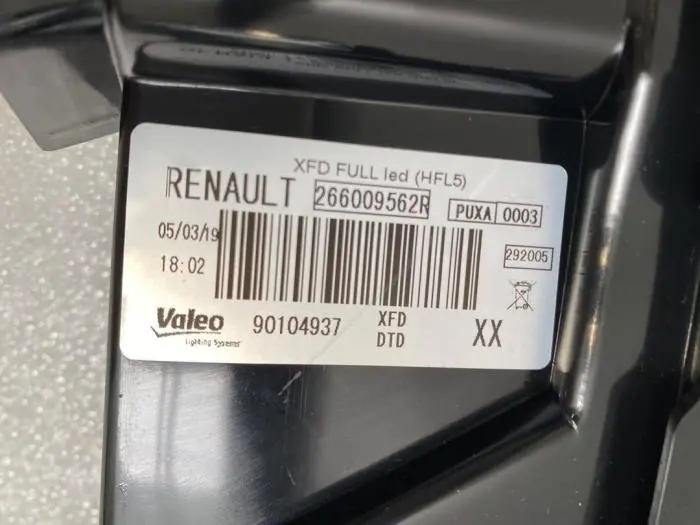 XFD FULL led (HFL5)
RENAULT 266009562R PUXA 0003
05/03/19
292005
18:02
Valeo 90104937 XFD XX
Lighting Systems DTD